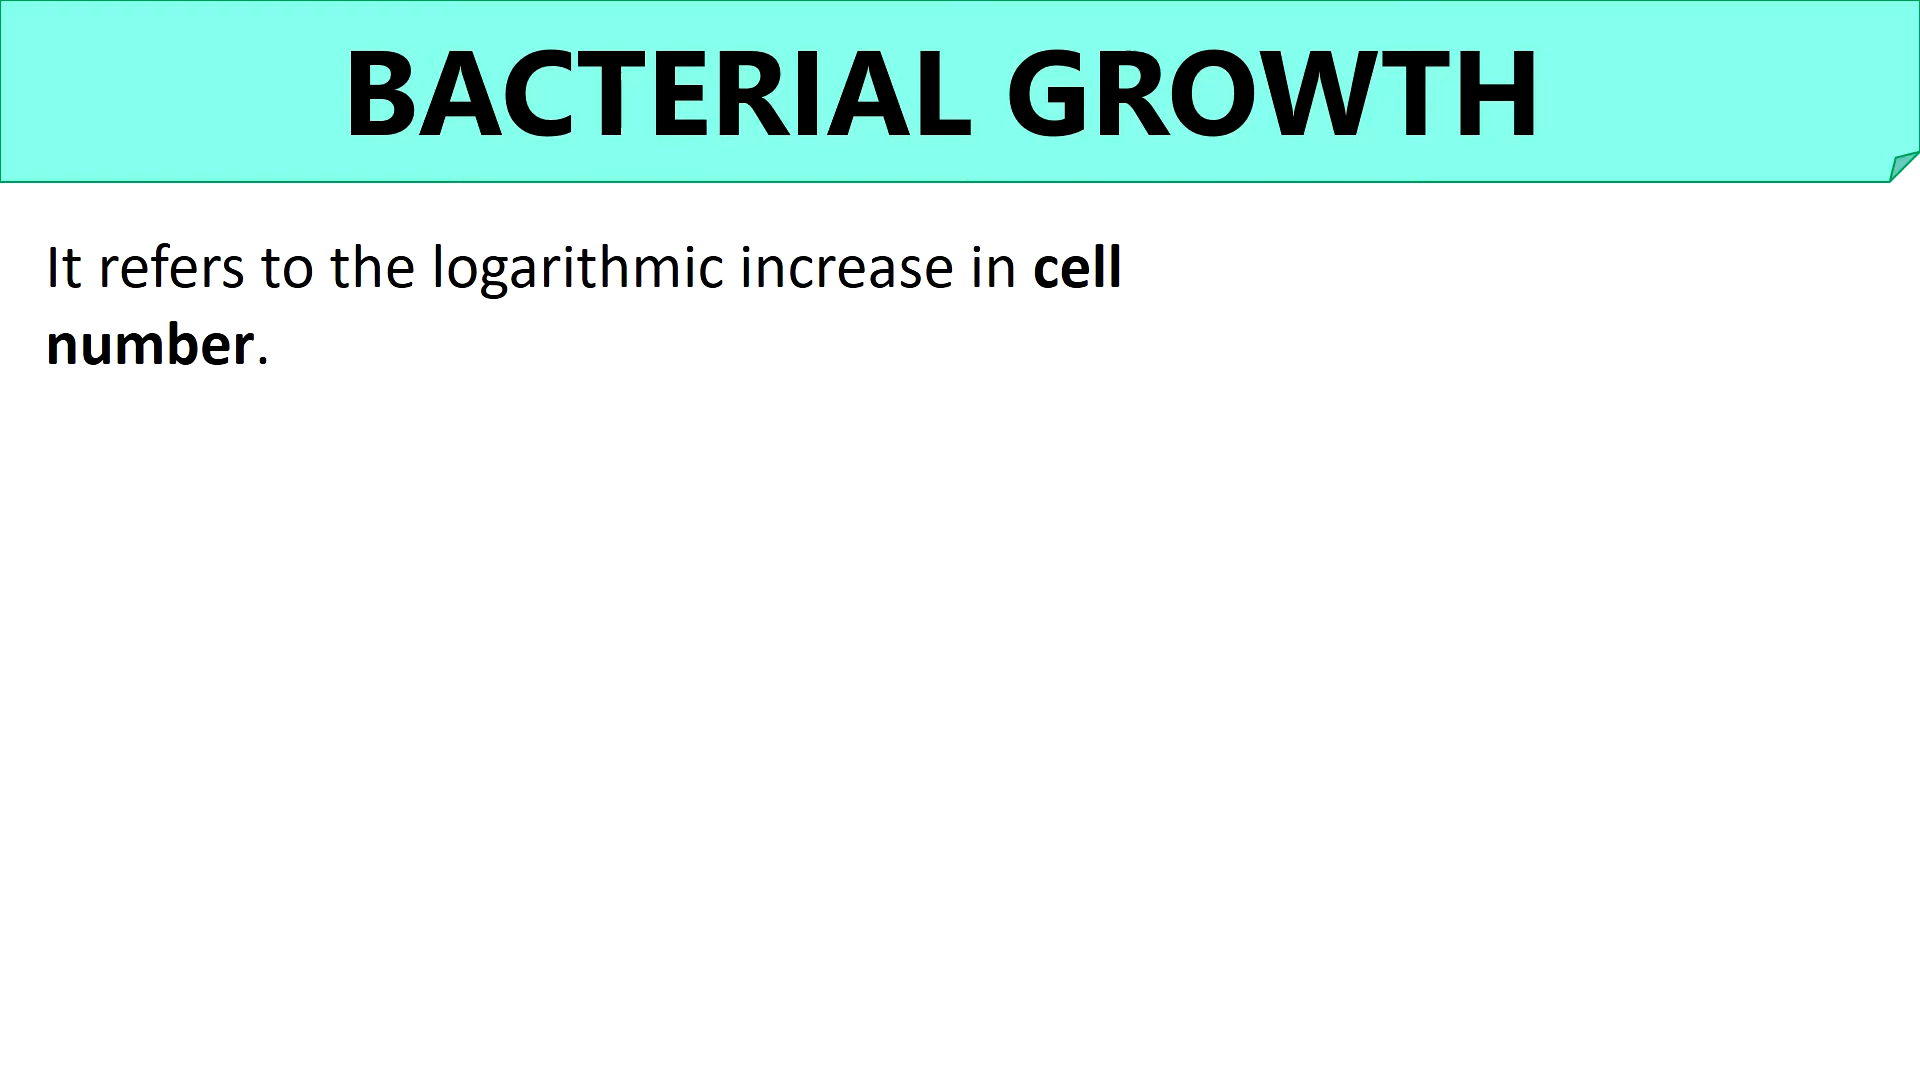 BACTERIAL GROWTH
It refers to the logarithmic increase in cell
number.